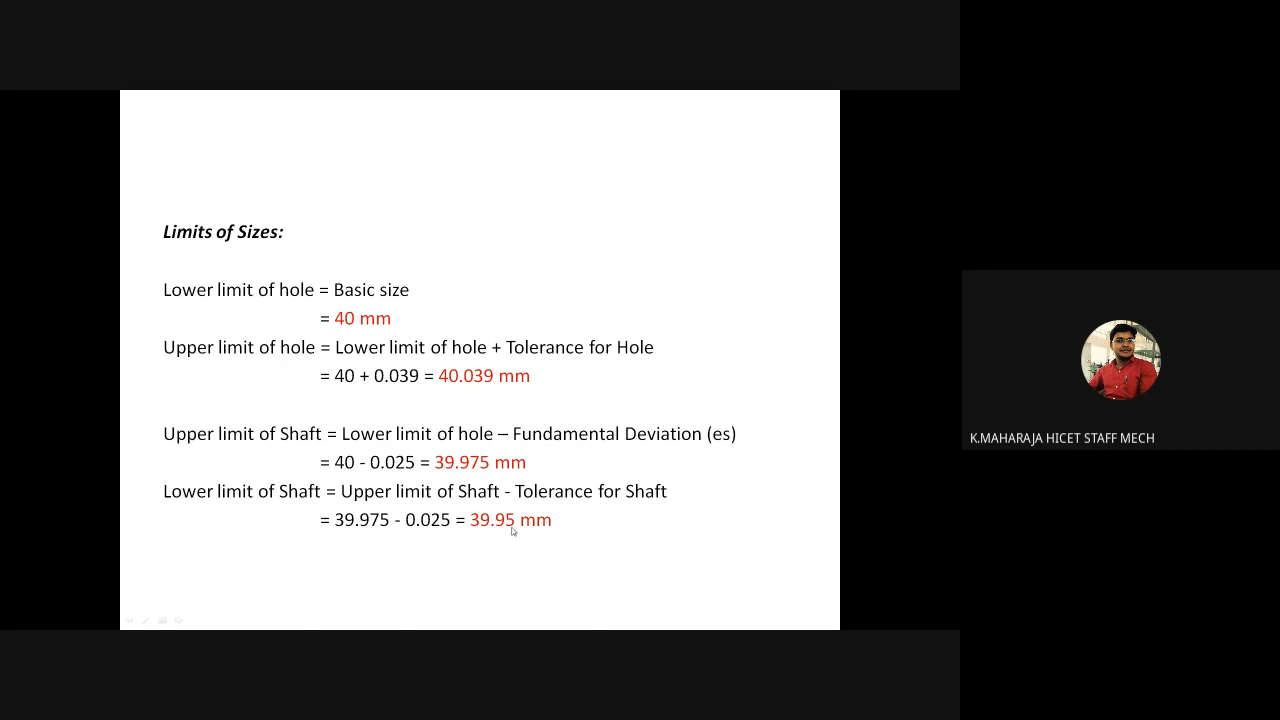 Limits of Sizes:
Lower limit of hole = Basic size
= 40 mm
Upper limit of hole = Lower limit of hole + Tolerance for Hole
= 40 + 0.039 = 40.039 mm
Upper limit of Shaft = Lower limit of hole – Fundamental Deviation (es)
= 40 - 0.025 = 39.975 mm
Lower limit of Shaft = Upper limit of Shaft - Tolerance for Shaft
= 39.975 - 0.025 = 39.95 mm
K.MAHARAJA HICET STAFF MECH